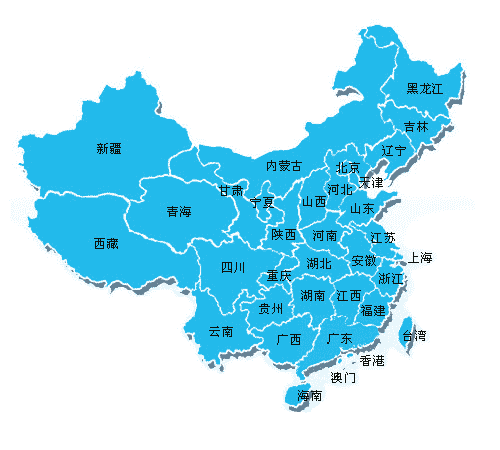 黑龙江
吉林
辽宁
新疆
内蒙古
北京
天津
甘肃
河北
宁夏
山西
青海
山东
西藏
陕西
河南
江苏
四川
湖北
安徽
上海
重庆
浙江
湖南
江西
贵州
福建
云南
广西
广东
台湾
香港
澳门
海南